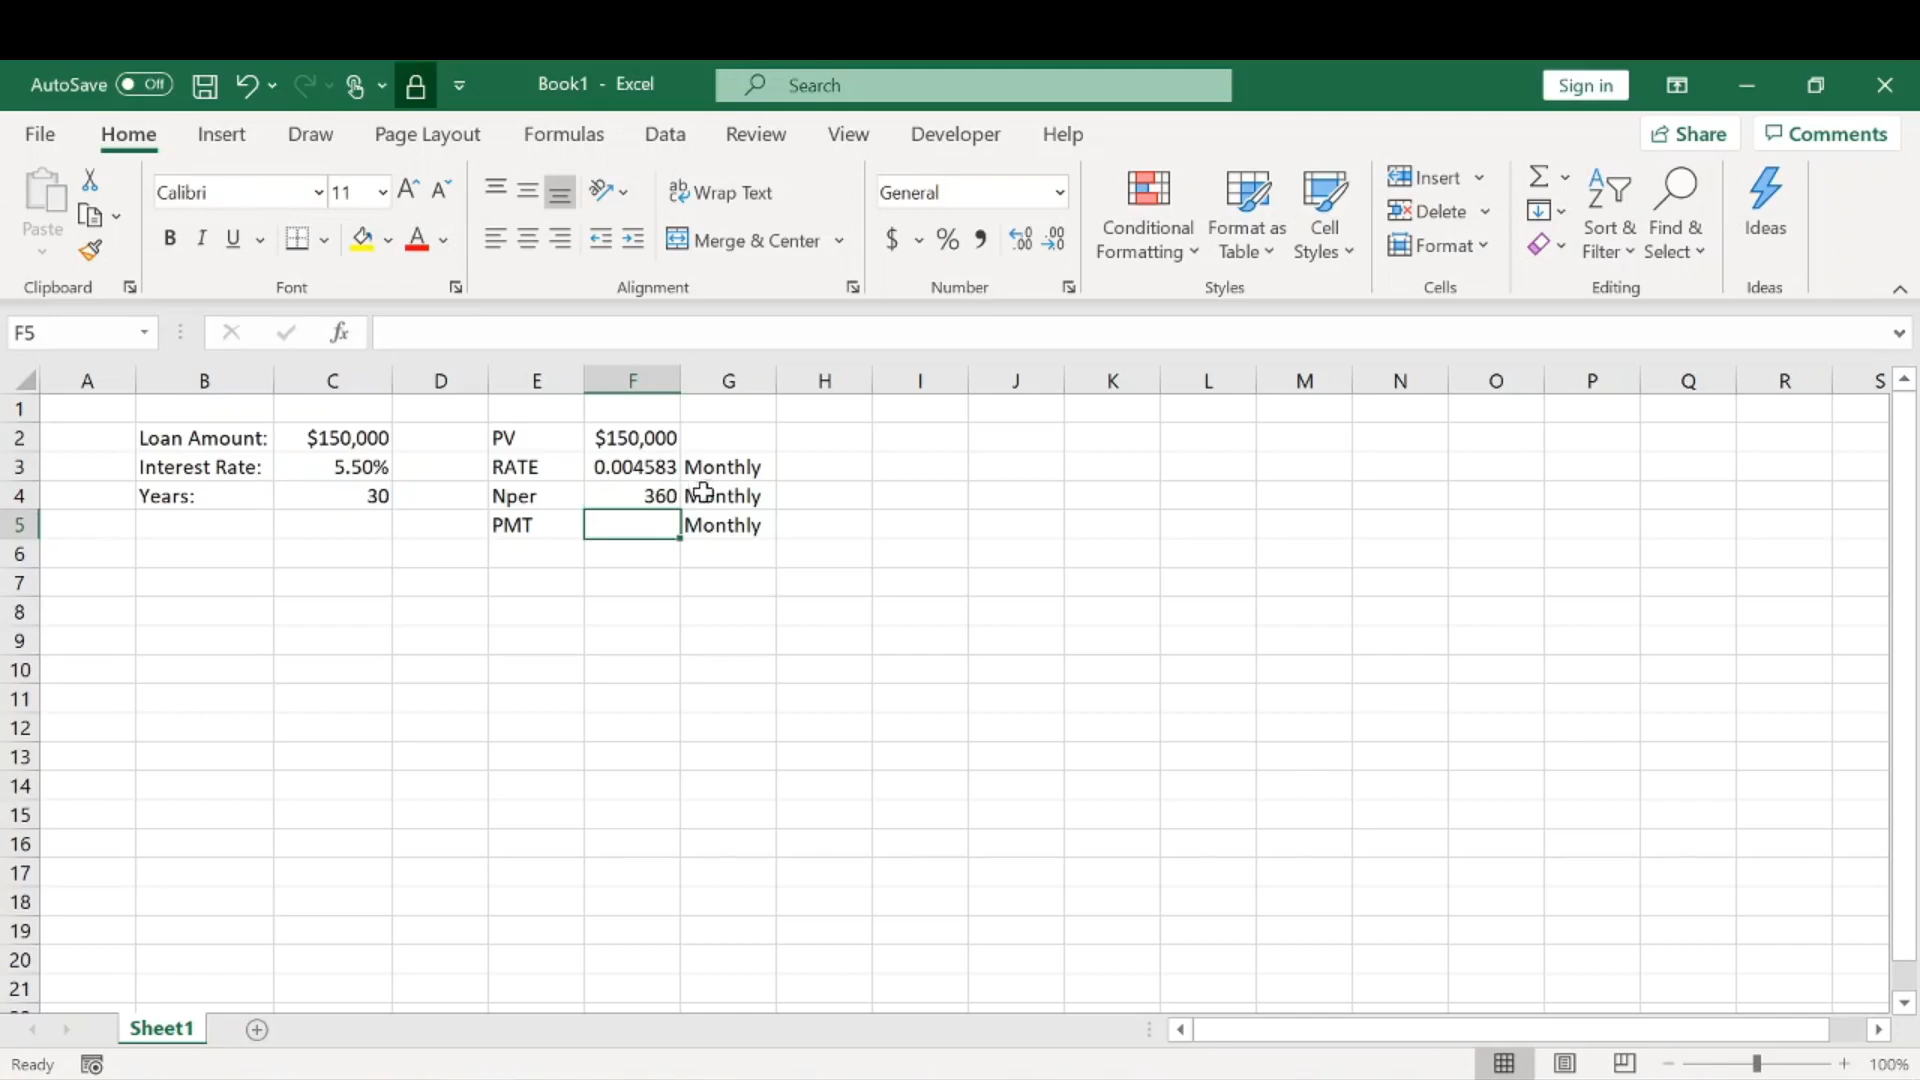 AutoSave Off Book1 - Excel Search Sign in
File Home Insert Draw Page Layout Formulas Data Review View Developer Help Share Comments
Paste
Clipboard
Calibri 11 A A
B I U A
Font
ab Wrap Text
Merge & Center
Alignment
General
$ % 9 .00 .00
Number
Conditional Formatting
Format as Table
Cell Styles
Styles
Insert
Delete
Format
Cells
Sort & Filter
Find & Select
Editing
Ideas
Ideas
F5 fx
A B C D E F G H I J K L M N O P Q R S
1
2 Loan Amount: $150,000 PV $150,000
3 Interest Rate: 5.50% RATE 0.004583 Monthly
4 Years: 30 Nper 360 Monthly
5 PMT Monthly
6
7
8
9
10
11
12
13
14
15
16
17
18
19
20
21
Sheet1
Ready 100%